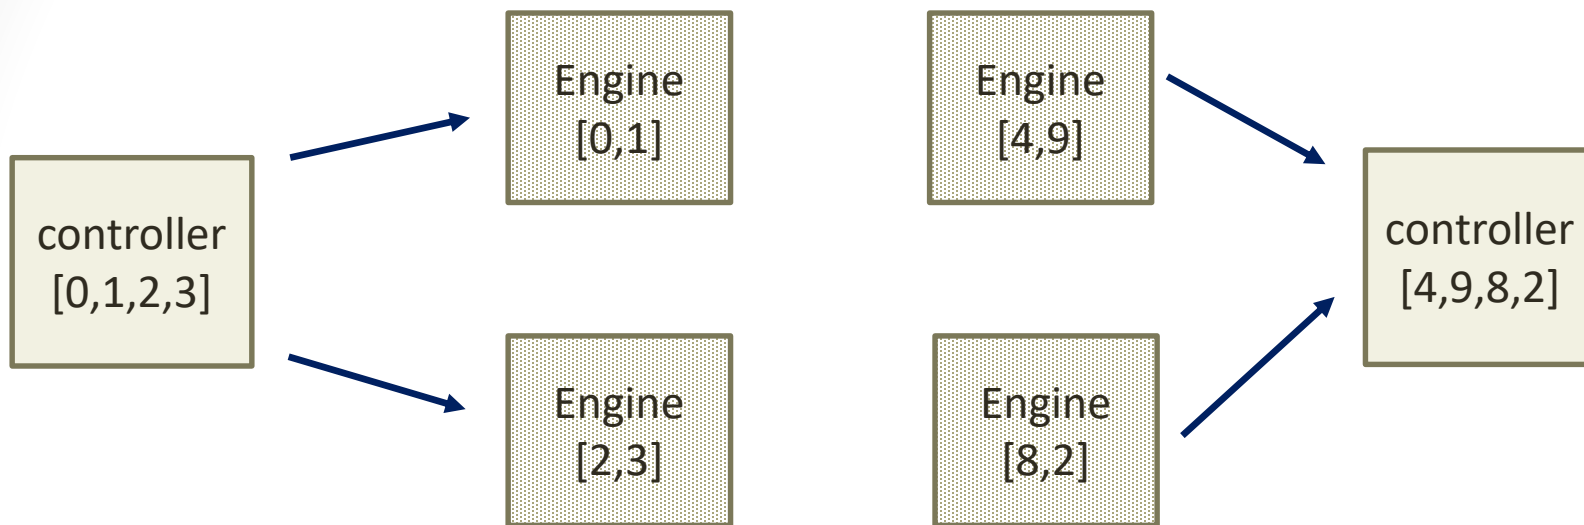 controller
[0,1,2,3]
Engine
[0,1]
Engine
[2,3]
Engine
[4,9]
Engine
[8,2]
controller
[4,9,8,2]